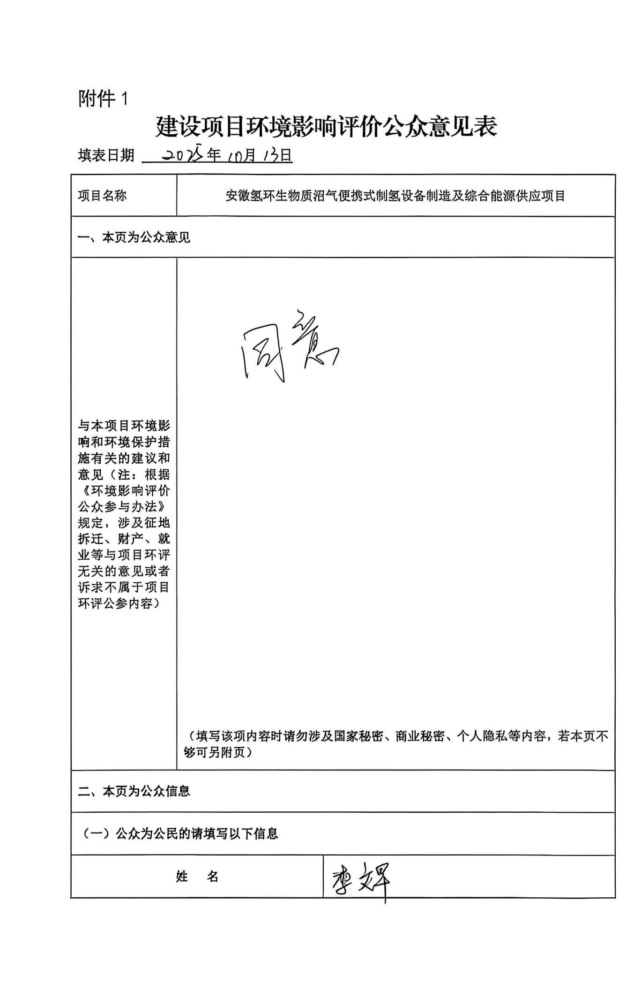 附件 1
建设项目环境影响评价公众意见表
填表日期 2025年10月13日
项目名称
安徽氢环生物质沼气便携式制氢设备制造及综合能源供应项目
一、本页为公众意见
与本项目环境影
响和环境保护措
施有关的建议和
意见（注：根据
《环境影响评价
公众参与办法》
规定，涉及征地
拆迁、财产、就
业等与项目环评
无关的意见或者
诉求不属于项目
环评公参内容）
同意
（填写该项内容时请勿涉及国家秘密、商业秘密、个人隐私等内容，若本页不
够可另附页）
二、本页为公众信息
（一）公众为公民的请填写以下信息
姓 名